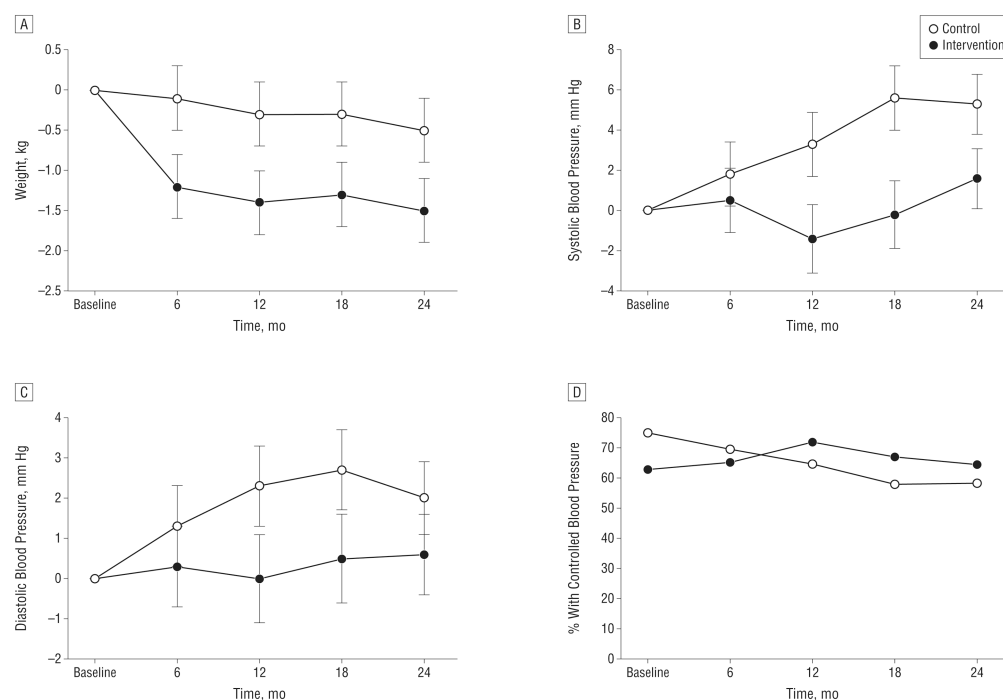 A
0.5
0
–0.5
–1.0
–1.5
–2.0
–2.5
Weight, kg
Baseline 6 12 18 24
Time, mo
B
Control
Intervention
8
6
4
2
0
–2
–4
Systolic Blood Pressure, mm Hg
Baseline 6 12 18 24
Time, mo
C
4
3
2
1
0
–1
–2
Diastolic Blood Pressure, mm Hg
Baseline 6 12 18 24
Time, mo
D
80
70
60
50
40
30
20
10
0
% With Controlled Blood Pressure
Baseline 6 12 18 24
Time, mo